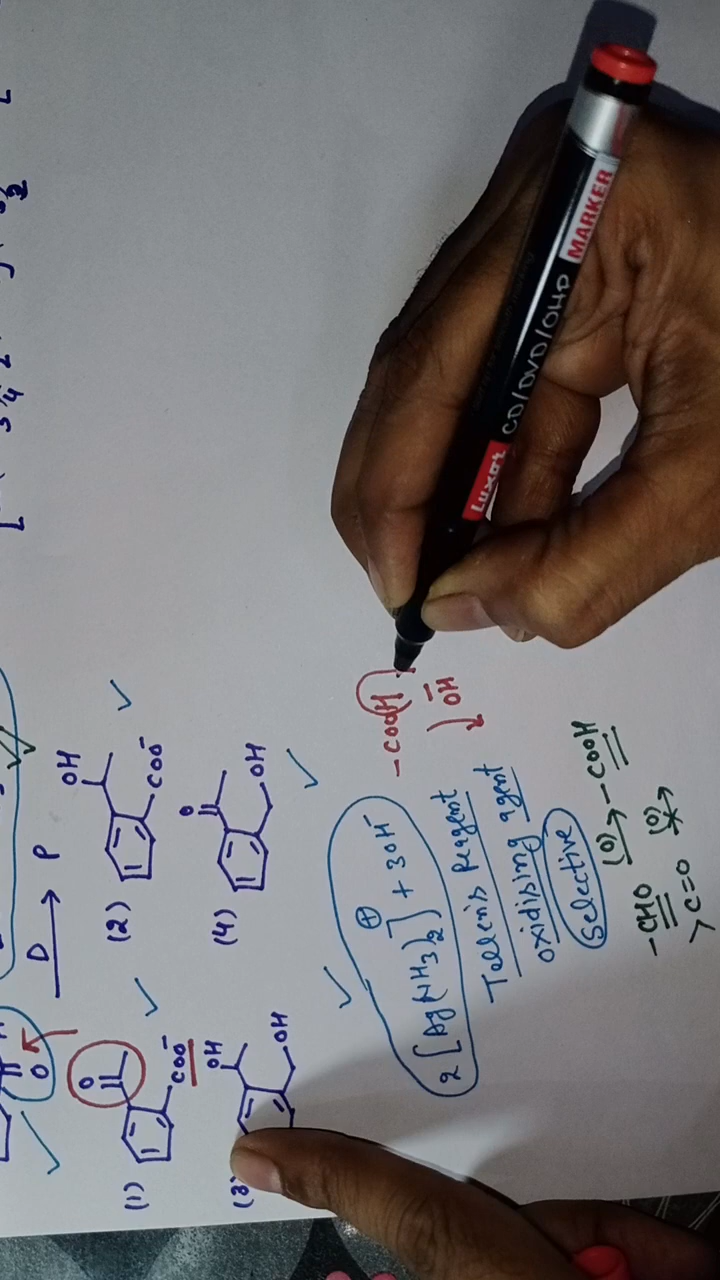 D
P
(1)
O
COO⁻
(2)
OH
COO⁻
(3)
OH
OH
(4)
O
OH
2[Ag(NH₃)₂]⊕ + 3OH⁻
Tollen's Reagent
oxidising agent
Selective
-CHO (O)→ -COOH
>C=O (O)
-COOH
OH
LUXOR CD/DVD/OHP MARKER